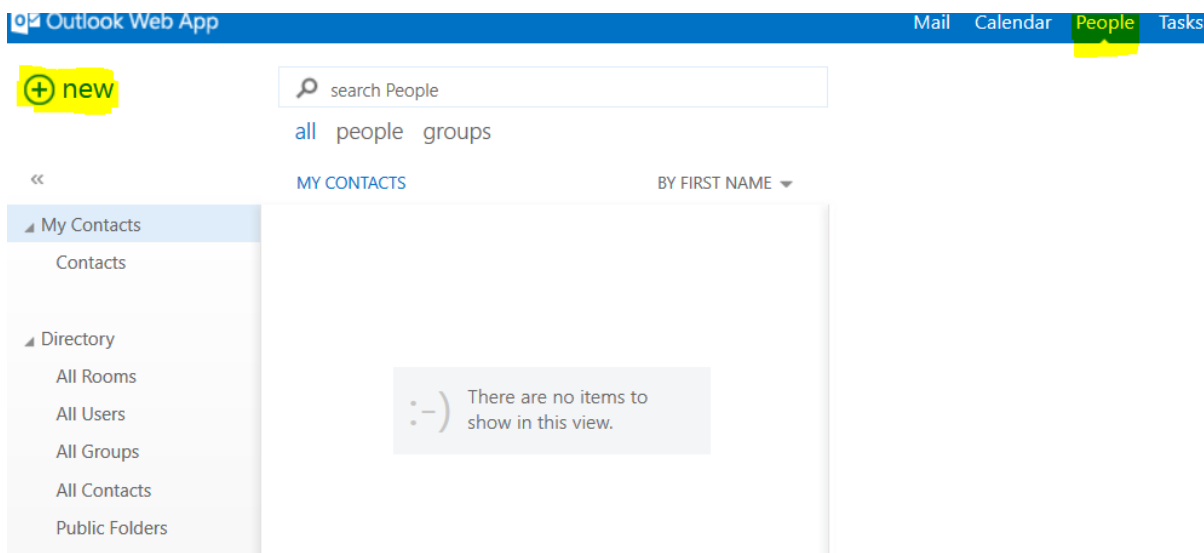 Outlook Web App
Mail Calendar People Tasks
new
search People
all people groups
MY CONTACTS BY FIRST NAME
My Contacts
Contacts
Directory
All Rooms
All Users
All Groups
All Contacts
Public Folders
:-) There are no items to
show in this view.